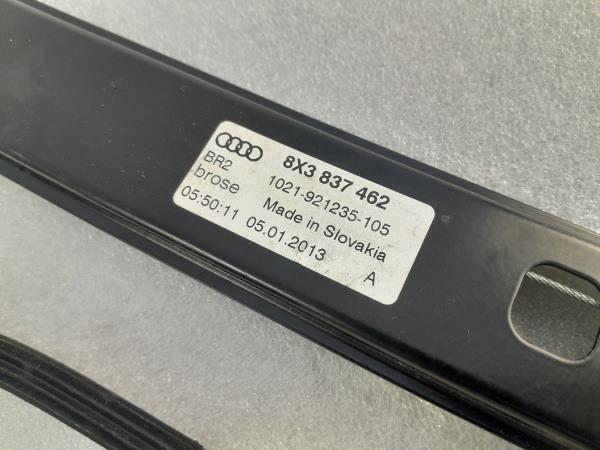 8X3 837 462
BR2 1021-921235-105
brose Made in Slovakia
05:50:11 05.01.2013 A